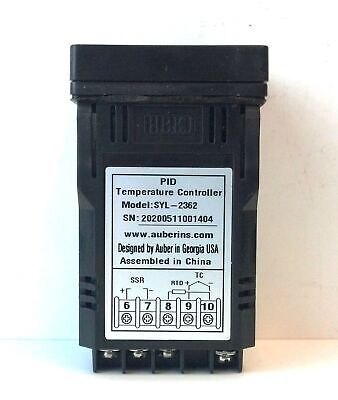 PID
Temperature Controller
Model:SYL-2362
SN: 20200511001404
www.auberins.com
Designed by Auber in Georgia USA
Assembled in China
SSR
TC
RTD + −
+ −
6 7 8 9 10